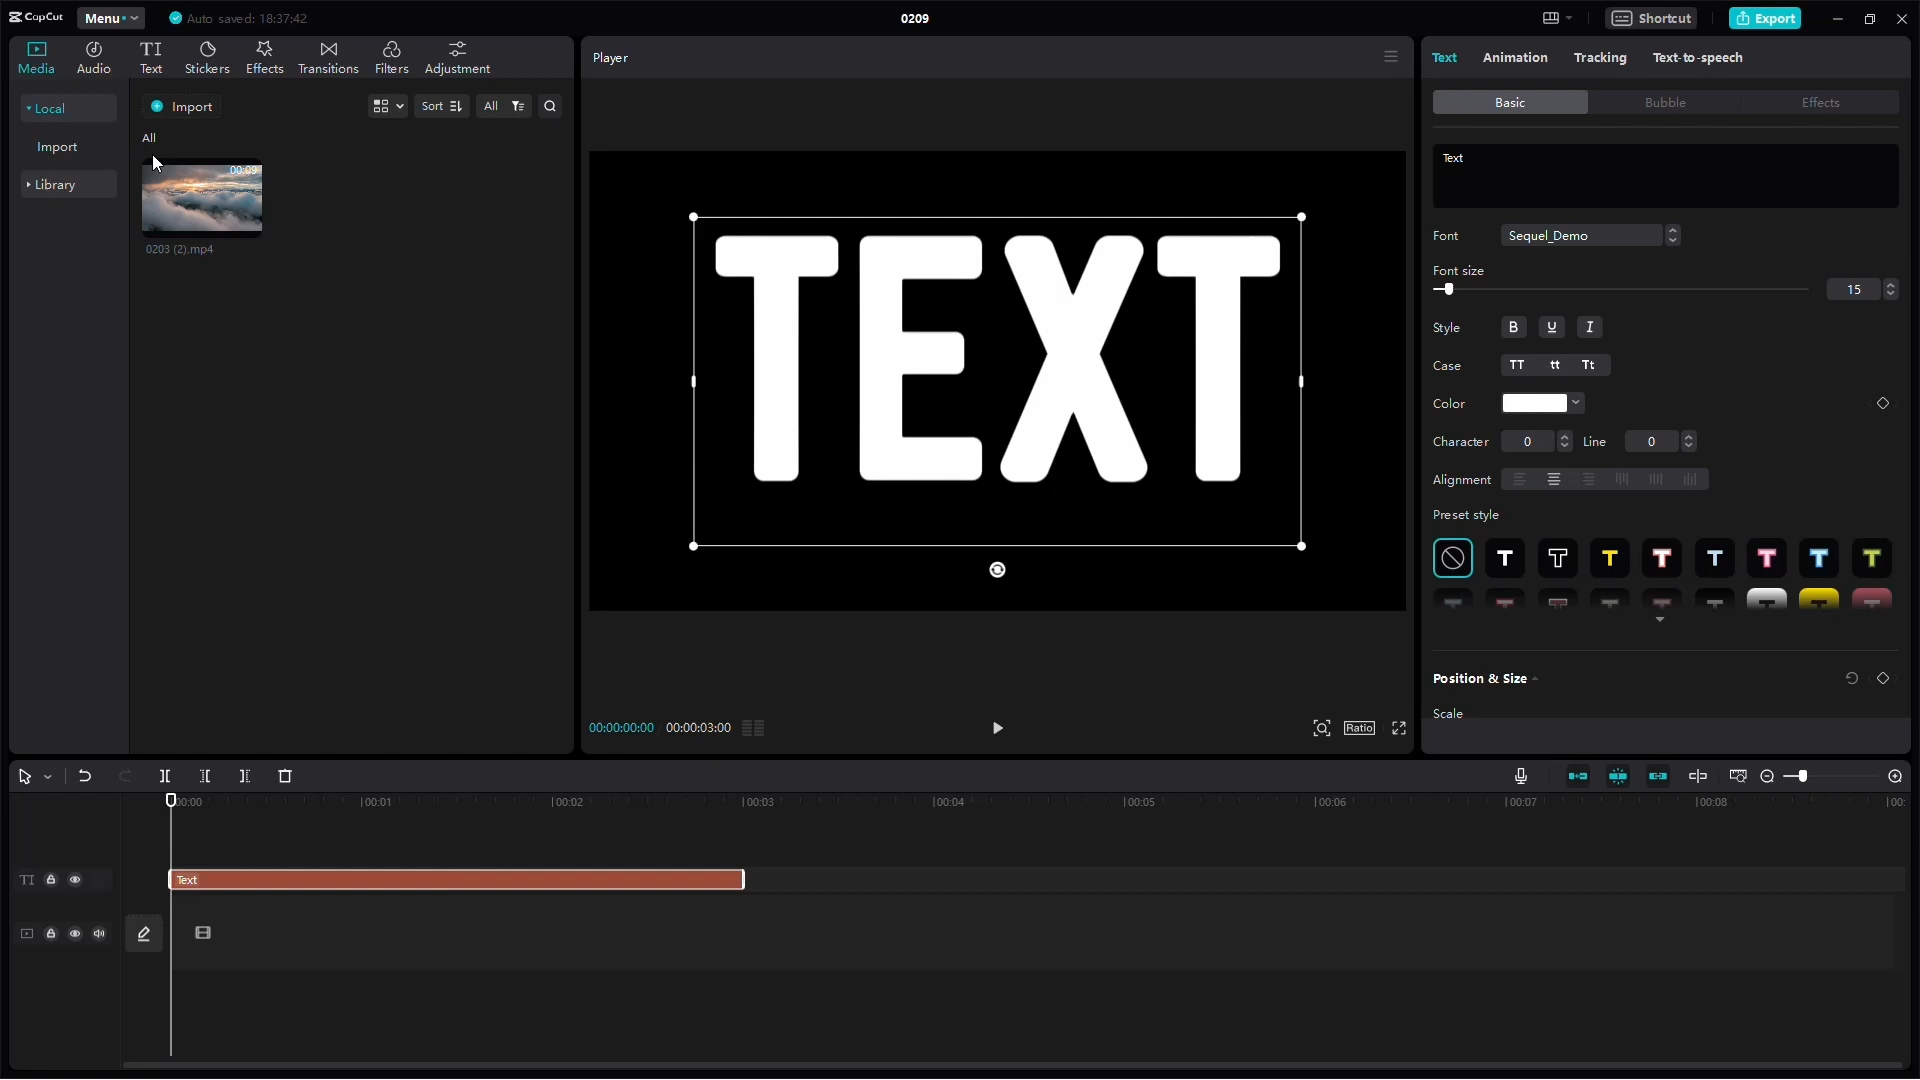 CapCut Menu Auto saved: 18:37:42 0209 Shortcut Export
Media Audio Text Stickers Effects Transitions Filters Adjustment
Local
Import
Library
Import Sort All
All
00:09
0203 (2).mp4
Player
TEXT
00:00:00:00 00:00:03:00
Ratio
Text Animation Tracking Text-to-speech
Basic Bubble Effects
Text
Font Sequel_Demo
Font size
15
Style B U I
Case TT tt Tt
Color
Character 0 Line 0
Alignment
Preset style
T T T T T T T T
Position & Size
Scale
00:00 00:01 00:02 00:03 00:04 00:05 00:06 00:07 00:08 00:
TI Text